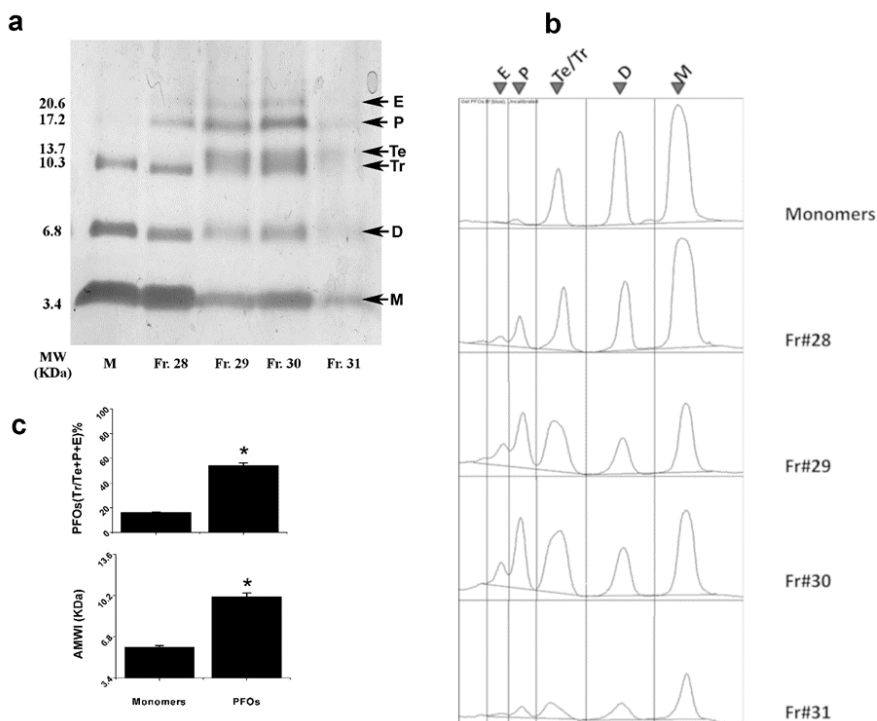 a
20.6
17.2
13.7
10.3
6.8
3.4
E
P
Te
Tr
D
M
MW
(KDa)
M Fr. 28 Fr. 29 Fr. 30 Fr. 31
b
E P Te/Tr D M
Monomers
Fr#28
Fr#29
Fr#30
Fr#31
c
PFOs(Tr/Te+P+E)%
100
80
60
40
20
0
*
AMWI (KDa)
13.6
10.2
6.8
3.4
*
Monomers PFOs